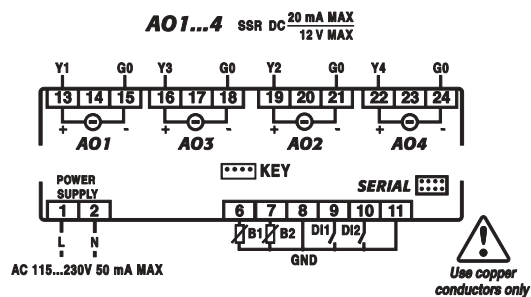 AO1...4 SSR DC 20 mA MAX
12 V MAX
Y1 G0 Y3 G0 Y2 G0 Y4 G0
13 14 15 16 17 18 19 20 21 22 23 24
+ - + - + - + -
AO1 AO3 AO2 AO4
KEY
POWER
SUPPLY
SERIAL
1 2 6 7 8 9 10 11
L N B1 B2 DI1 DI2
GND
AC 115...230V 50 mA MAX
Use copper
conductors only